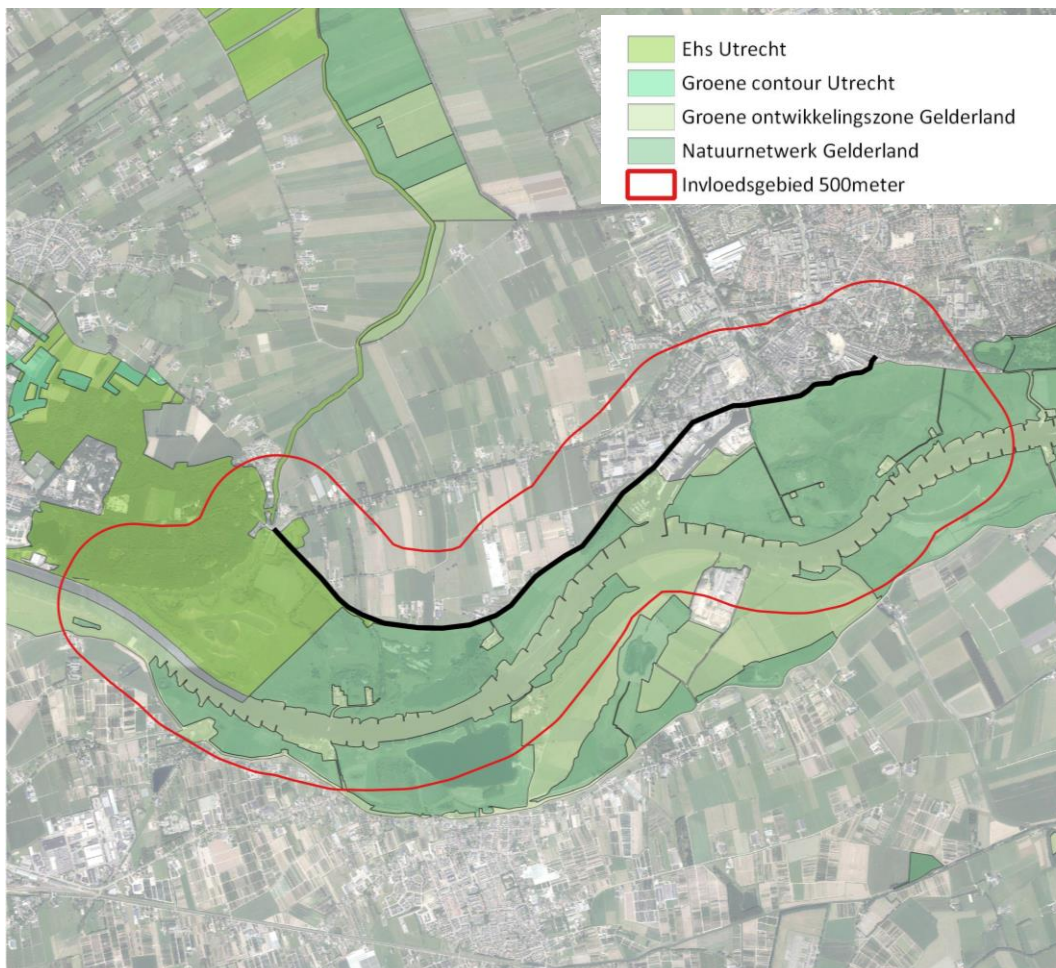 Ehs Utrecht
Groene contour Utrecht
Groene ontwikkelingszone Gelderland
Natuurnetwerk Gelderland
Invloedsgebied 500meter